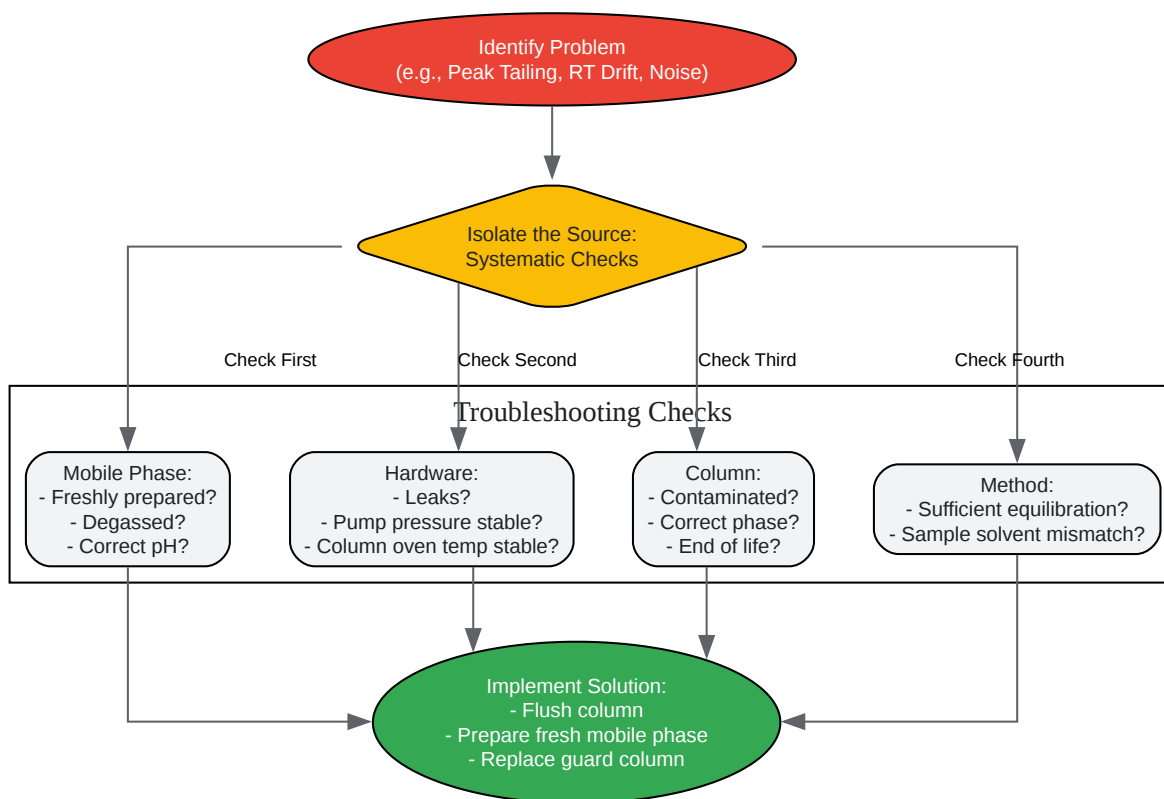 Identify Problem
(e.g., Peak Tailing, RT Drift, Noise)
Isolate the Source:
Systematic Checks
Check First
Check Second
Check Third
Check Fourth
Troubleshooting Checks
Mobile Phase:
- Freshly prepared?
- Degassed?
- Correct pH?
Hardware:
- Leaks?
- Pump pressure stable?
- Column oven temp stable?
Column:
- Contaminated?
- Correct phase?
- End of life?
Method:
- Sufficient equilibration?
- Sample solvent mismatch?
Implement Solution:
- Flush column
- Prepare fresh mobile phase
- Replace guard column